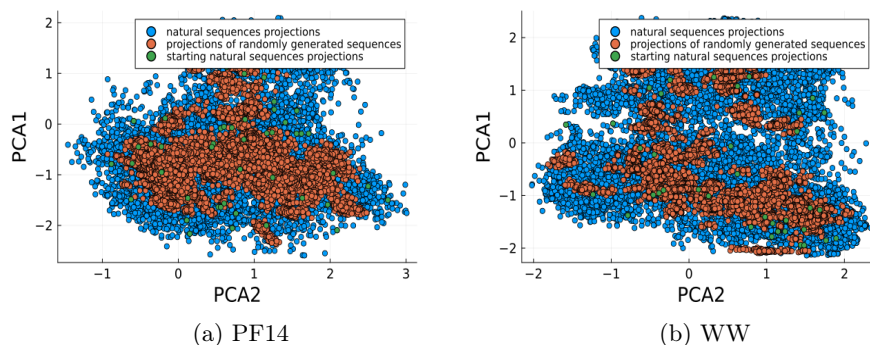 natural sequences projections
projections of randomly generated sequences
starting natural sequences projections
2
1
0
−1
−2
PCA1
−1
0
1
2
3
PCA2
(a) PF14
natural sequences projections
projections of randomly generated sequences
starting natural sequences projections
2
1
0
−1
−2
PCA1
−2
−1
0
1
2
PCA2
(b) WW